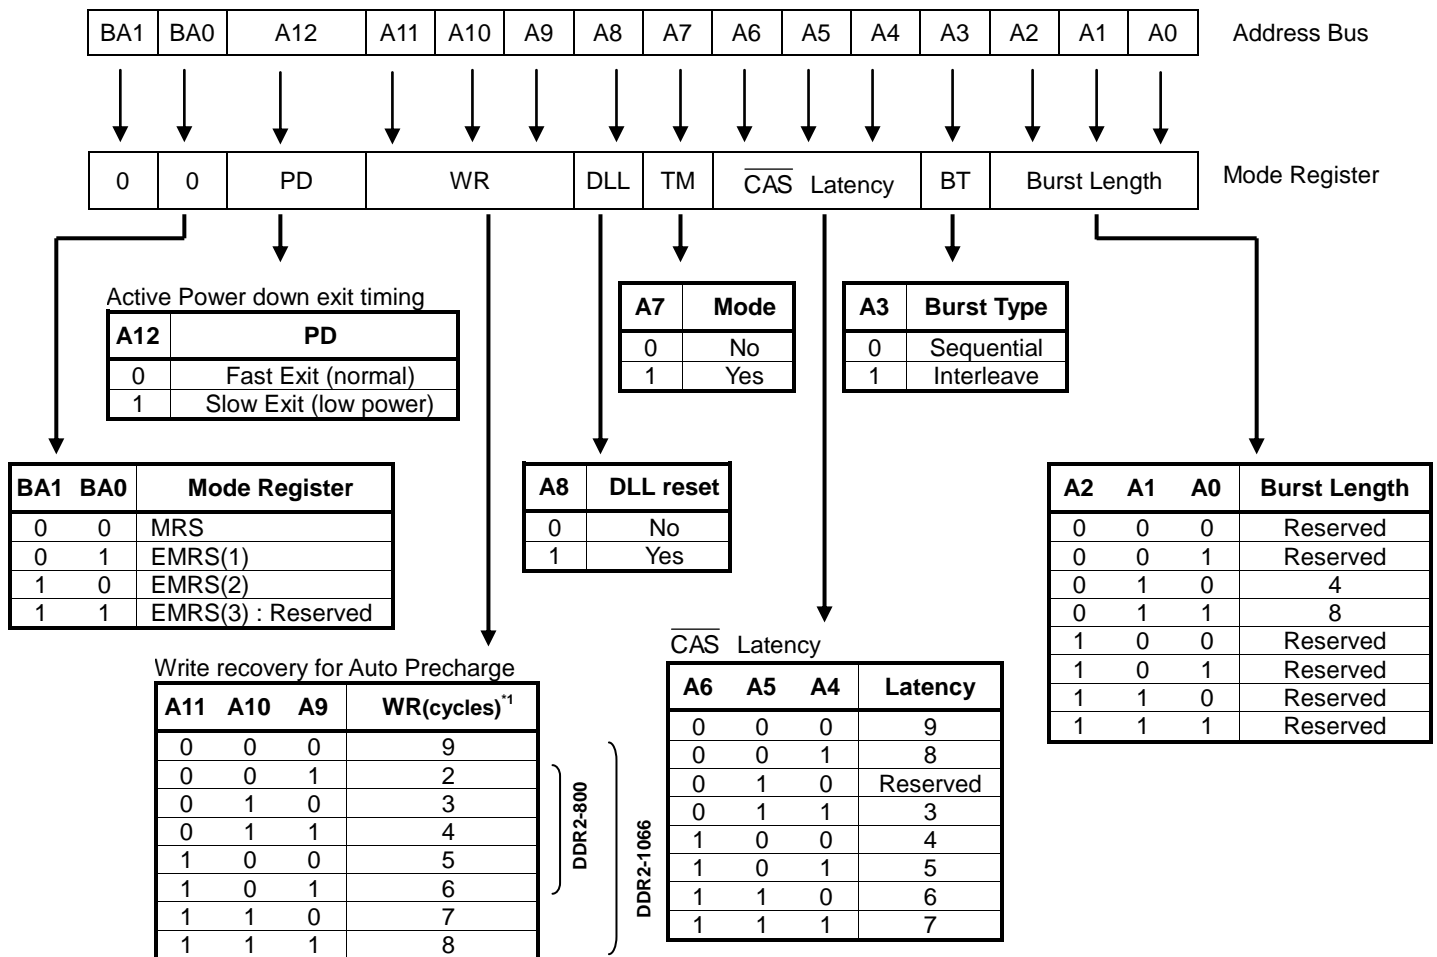 BA1 BA0 A12 A11 A10 A9 A8 A7 A6 A5 A4 A3 A2 A1 A0 Address Bus
0 0 PD WR DLL TM CAS Latency BT Burst Length Mode Register
Active Power down exit timing
A12 PD
0 Fast Exit (normal)
1 Slow Exit (low power)
A7 Mode
0 No
1 Yes
A3 Burst Type
0 Sequential
1 Interleave
BA1 BA0 Mode Register
0 0 MRS
0 1 EMRS(1)
1 0 EMRS(2)
1 1 EMRS(3) : Reserved
A8 DLL reset
0 No
1 Yes
A2 A1 A0 Burst Length
0 0 0 Reserved
0 0 1 Reserved
0 1 0 4
0 1 1 8
1 0 0 Reserved
1 0 1 Reserved
1 1 0 Reserved
1 1 1 Reserved
Write recovery for Auto Precharge
A11 A10 A9 WR(cycles)*1
0 0 0 9
0 0 1 2
0 1 0 3
0 1 1 4
1 0 0 5
1 0 1 6
1 1 0 7
1 1 1 8
DDR2-800
DDR2-1066
CAS Latency
A6 A5 A4 Latency
0 0 0 9
0 0 1 8
0 1 0 Reserved
0 1 1 3
1 0 0 4
1 0 1 5
1 1 0 6
1 1 1 7